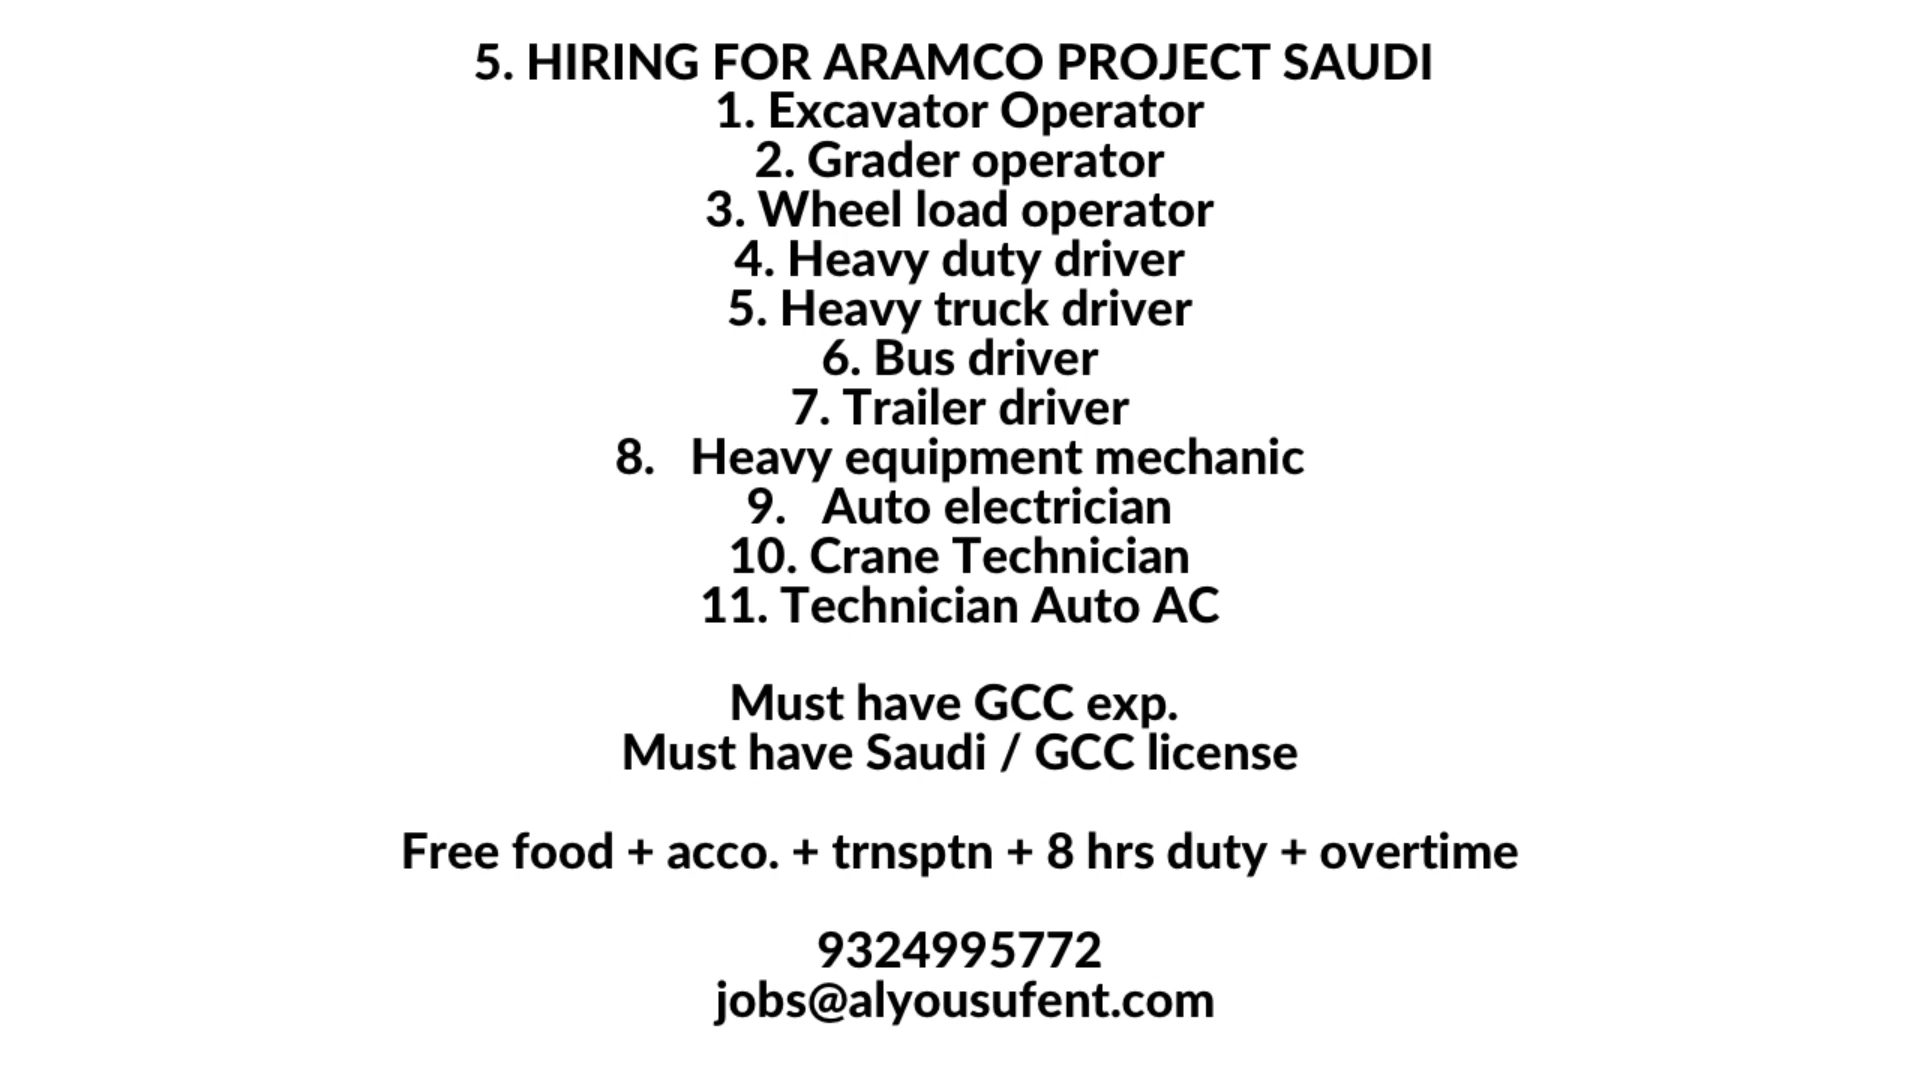 5. HIRING FOR ARAMCO PROJECT SAUDI
1. Excavator Operator
2. Grader operator
3. Wheel load operator
4. Heavy duty driver
5. Heavy truck driver
6. Bus driver
7. Trailer driver
8.   Heavy equipment mechanic
9.   Auto electrician
10. Crane Technician
11. Technician Auto AC
Must have GCC exp.
Must have Saudi / GCC license
Free food + acco. + trnsptn + 8 hrs duty + overtime
9324995772
jobs@alyousufent.com